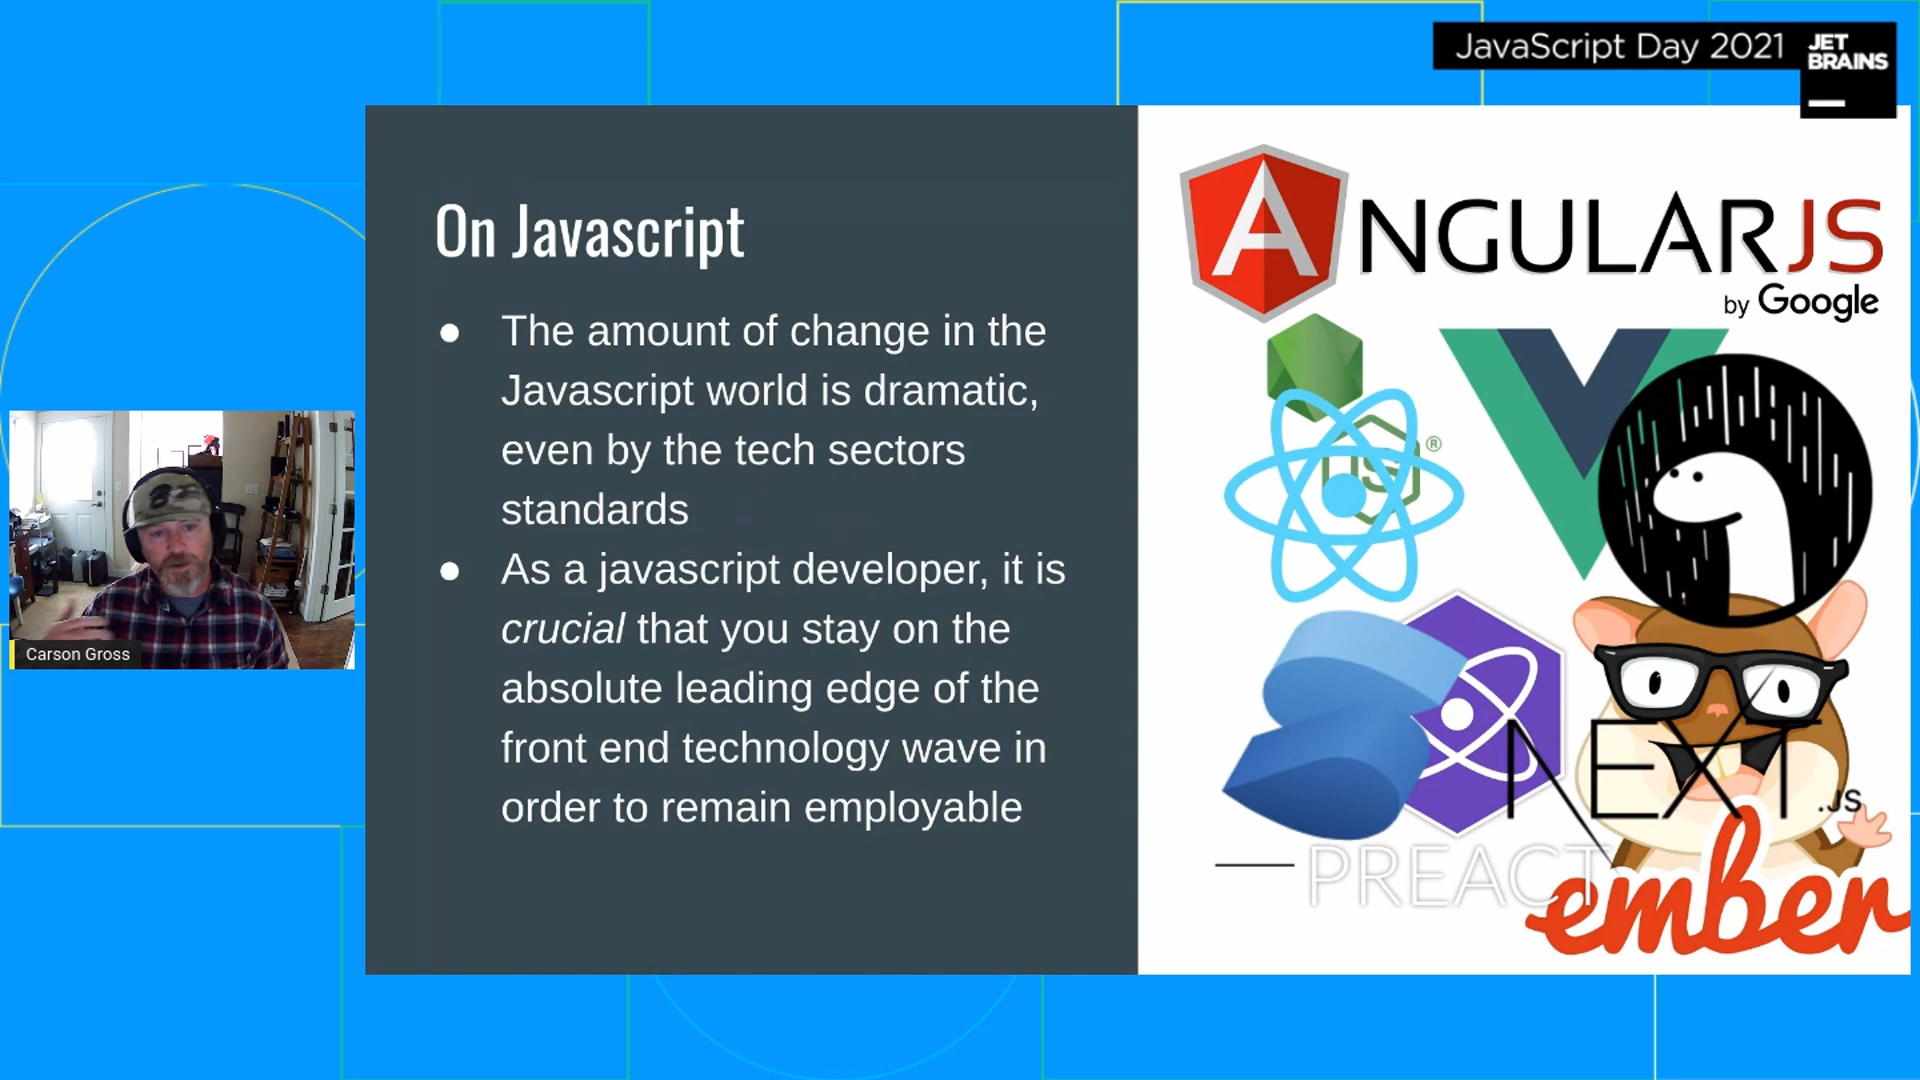 JavaScript Day 2021
JET
BRAINS
On Javascript
● The amount of change in the
Javascript world is dramatic,
even by the tech sectors
standards
● As a javascript developer, it is
crucial that you stay on the
absolute leading edge of the
front end technology wave in
order to remain employable
Carson Gross
A
NGULARJS
by Google
JS
®
NEXT.JS
PREACT
ember